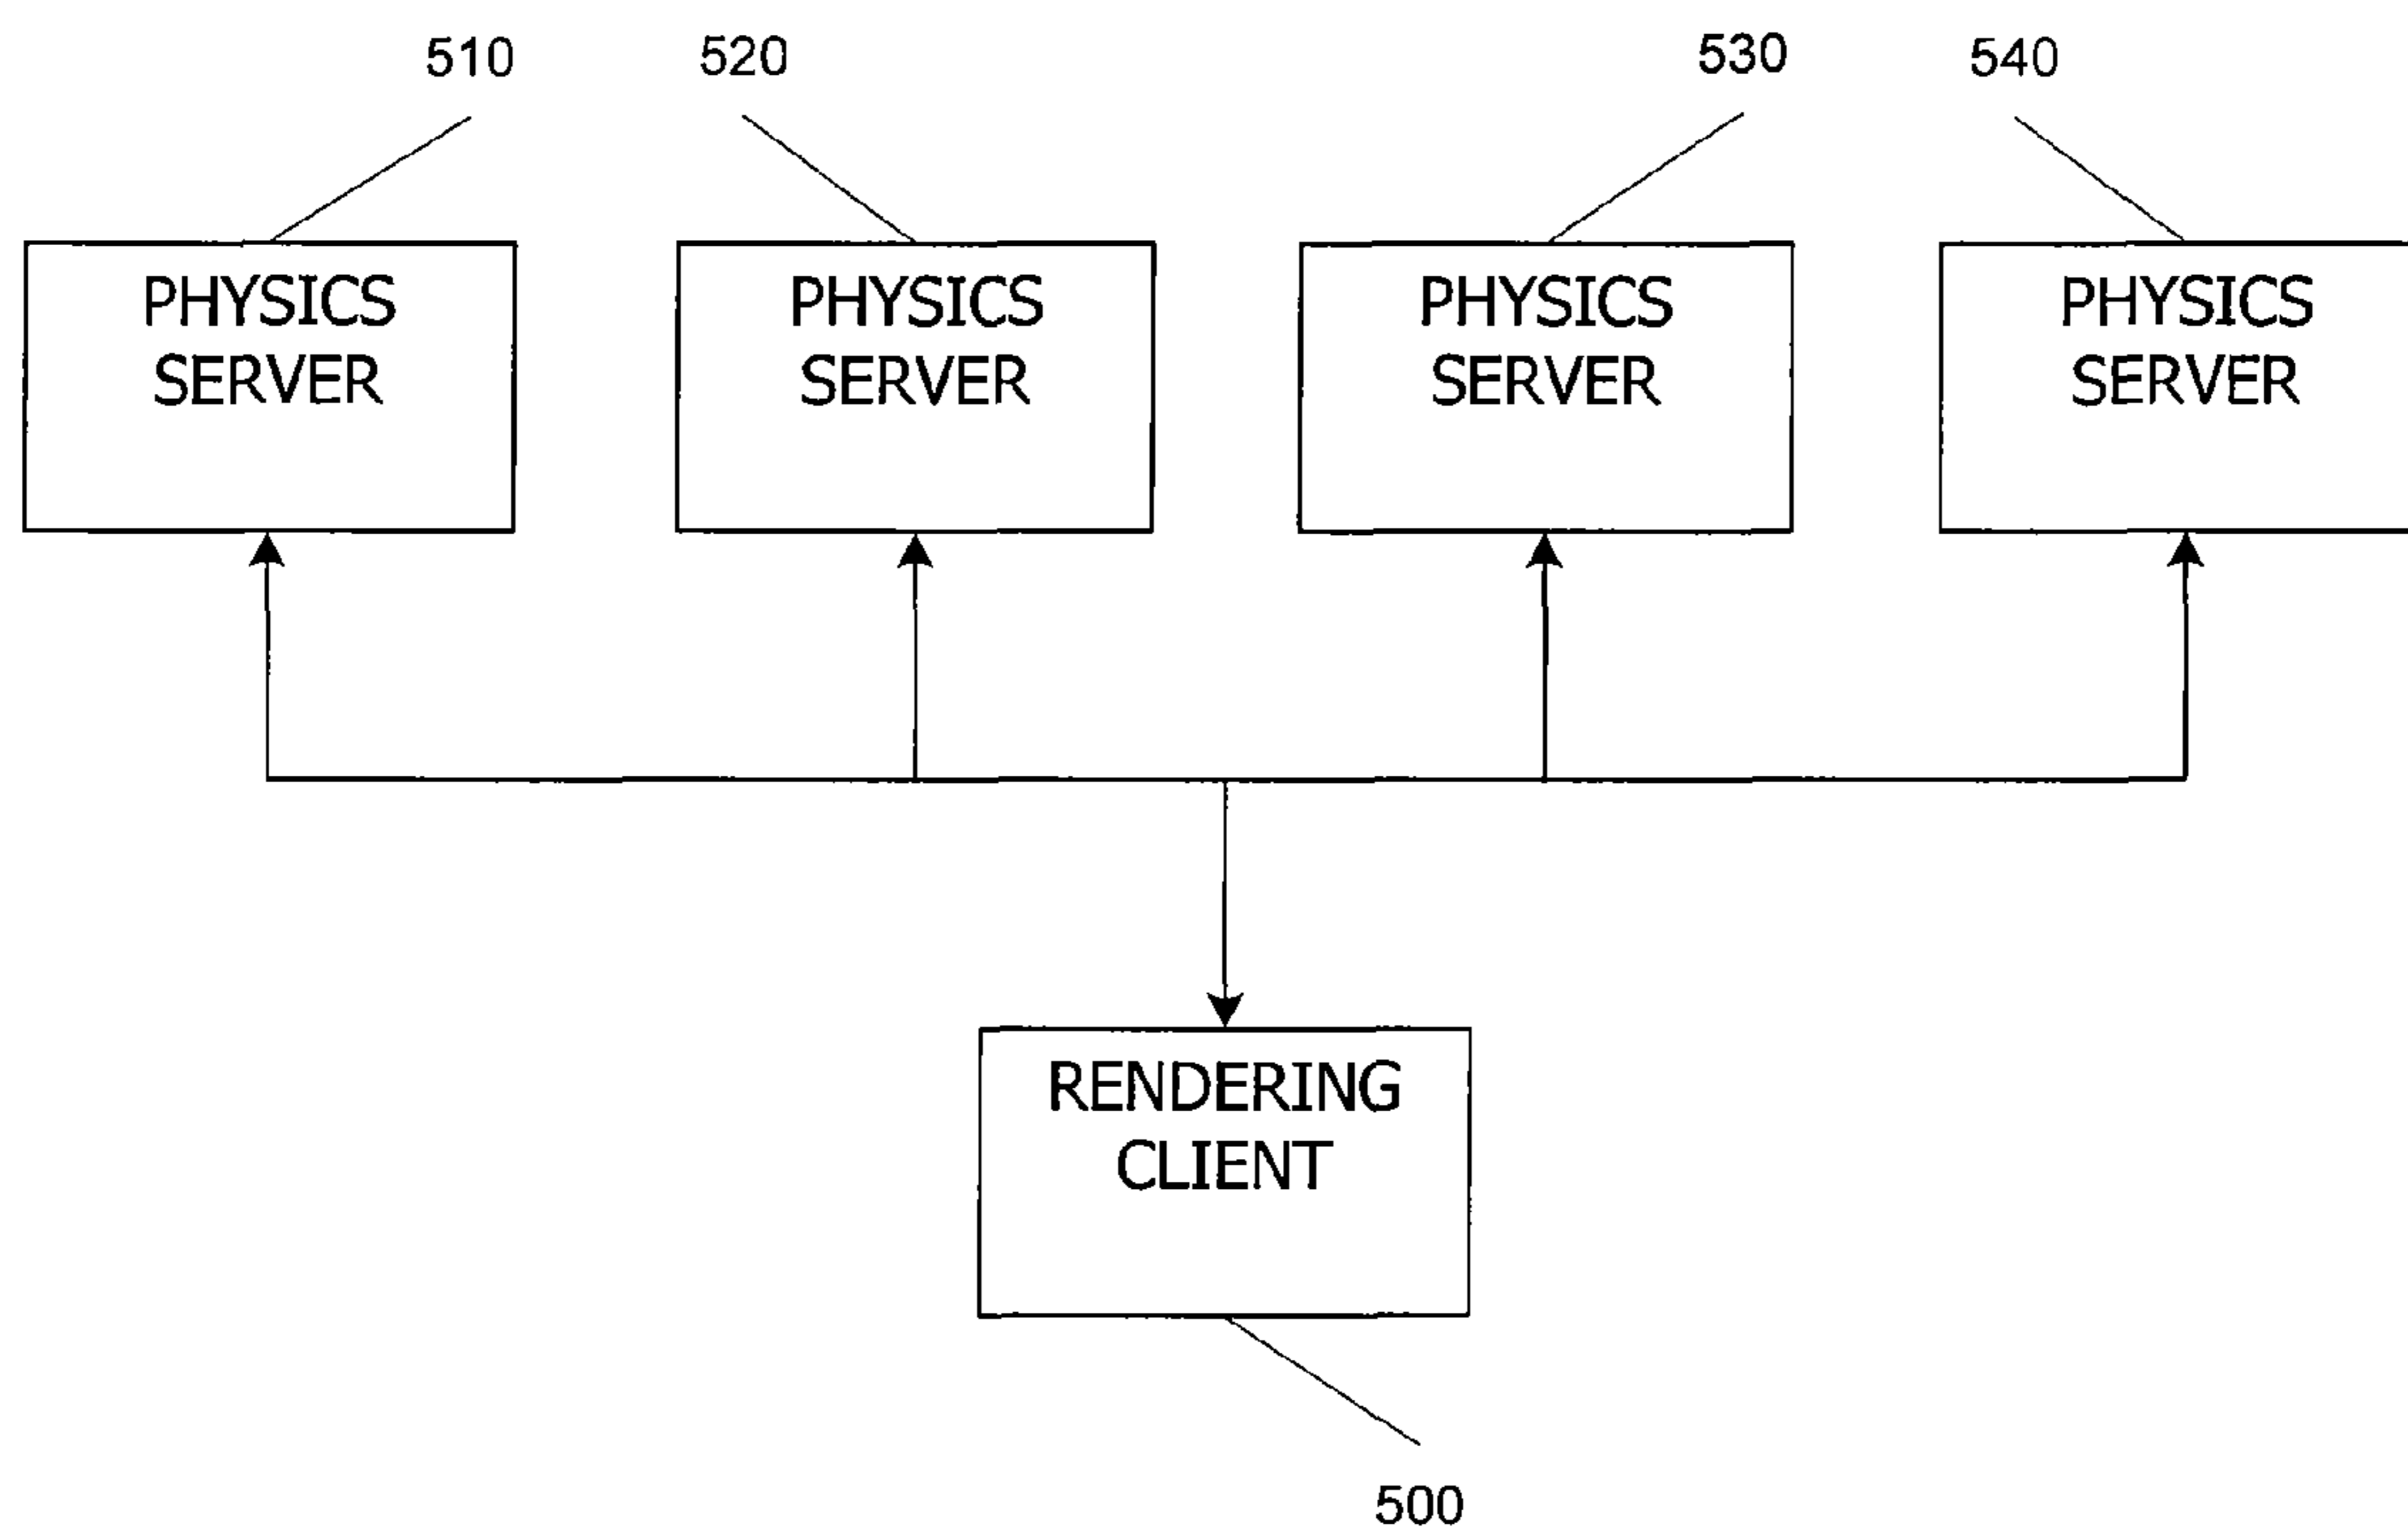 510
520
530
540
PHYSICS
SERVER
PHYSICS
SERVER
PHYSICS
SERVER
PHYSICS
SERVER
RENDERING
CLIENT
500